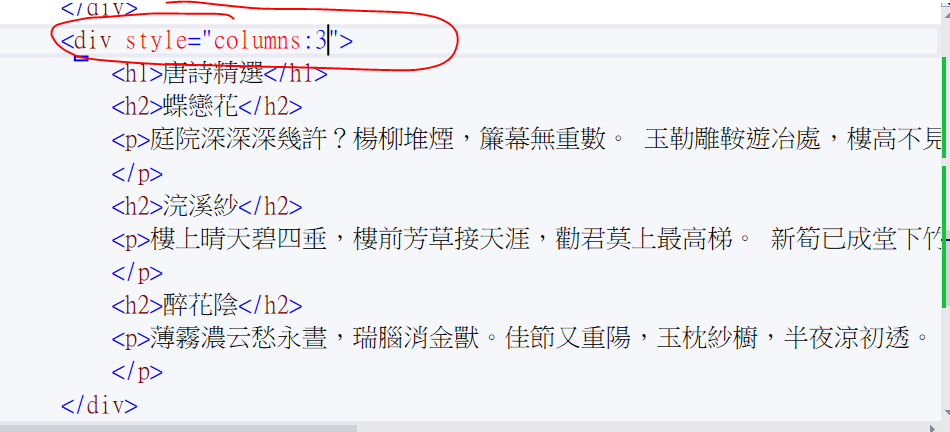 </div>
<div style="columns:3">
<h1>唐詩精選</h1>
<h2>蝶戀花</h2>
<p>庭院深深深幾許？楊柳堆煙，簾幕無重數。 玉勒雕鞍遊冶處，樓高不見
</p>
<h2>浣溪紗</h2>
<p>樓上晴天碧四垂，樓前芳草接天涯，勸君莫上最高梯。 新筍已成堂下竹
</p>
<h2>醉花陰</h2>
<p>薄霧濃云愁永晝，瑞腦消金獸。佳節又重陽，玉枕紗櫥，半夜涼初透。
</p>
</div>